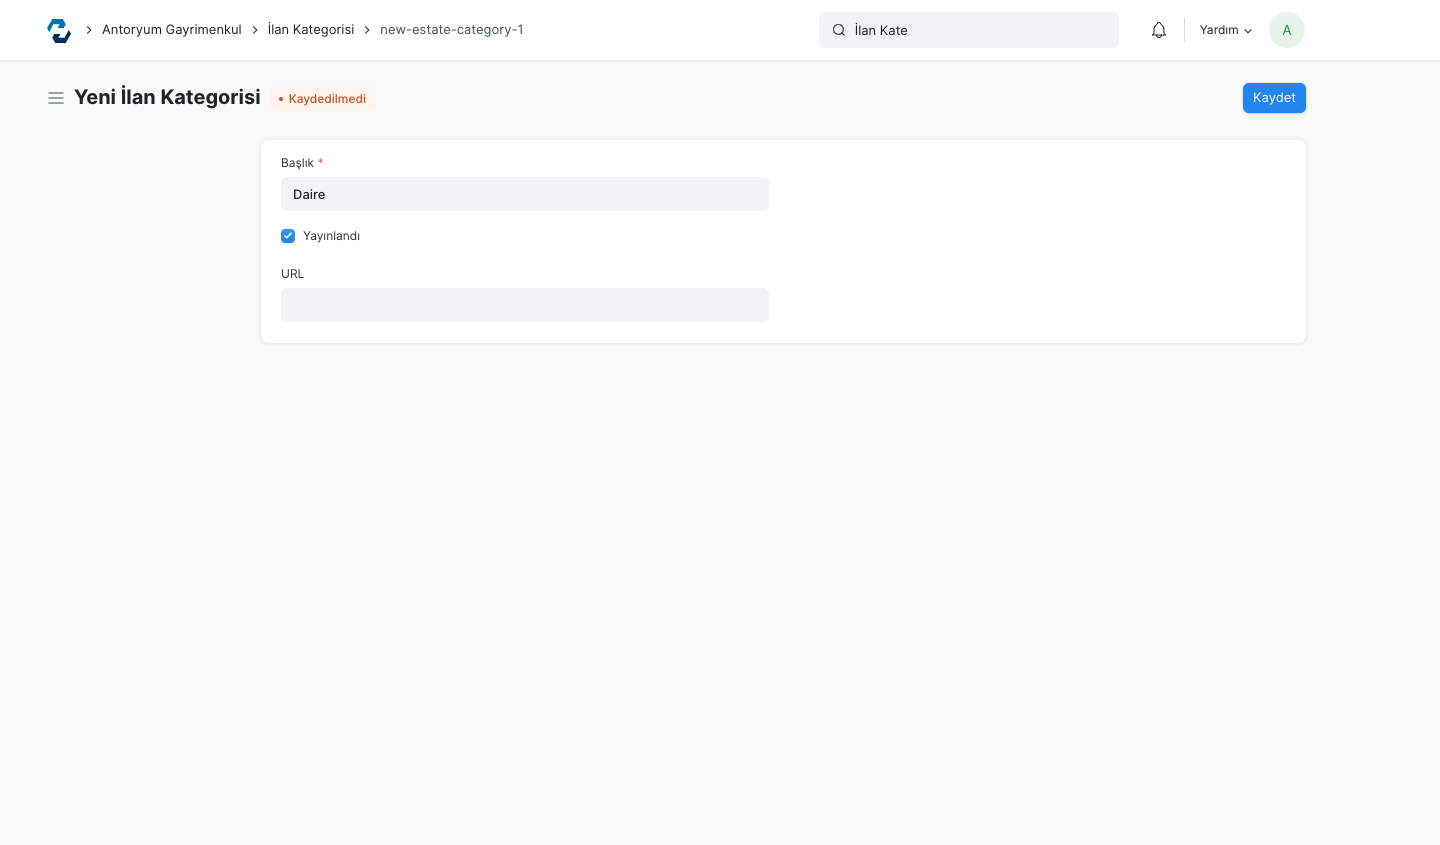 Antoryum Gayrimenkul İlan Kategorisi new-estate-category-1
İlan Kate
Yardım
A
Yeni İlan Kategorisi
• Kaydedilmedi
Kaydet
Başlık *
Daire
Yayınlandı
URL